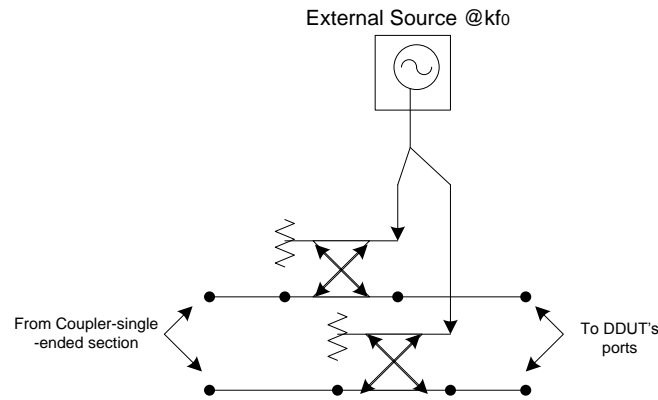 External Source @kf0
From Coupler-single
-ended section
To DDUT's
ports